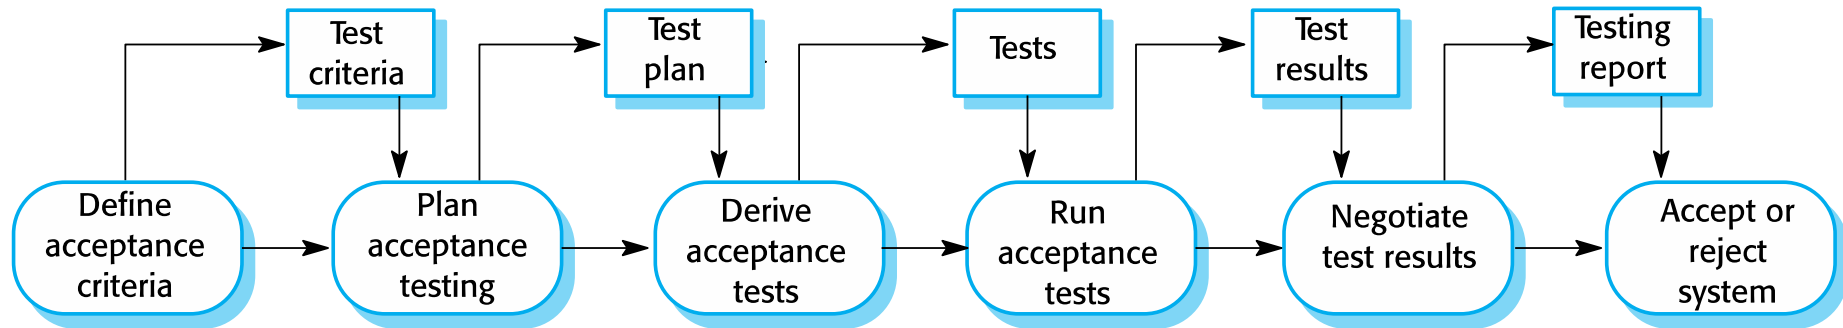 Test
criteria
Test
plan
Tests
Test
results
Testing
report
Define
acceptance
criteria
Plan
acceptance
testing
Derive
acceptance
tests
Run
acceptance
tests
Negotiate
test results
Accept or
reject
system